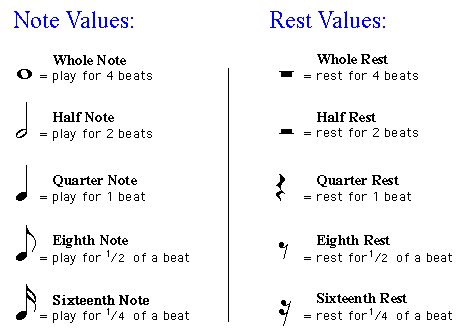 Note Values:
Whole Note
= play for 4 beats
Half Note
= play for 2 beats
Quarter Note
= play for 1 beat
Eighth Note
= play for 1/2 of a beat
Sixteenth Note
= play for 1/4 of a beat
Rest Values:
Whole Rest
= rest for 4 beats
Half Rest
= rest for 2 beats
Quarter Rest
= rest for 1 beat
Eighth Rest
= rest for 1/2 of a beat
Sixteenth Rest
= rest for 1/4 of a beat